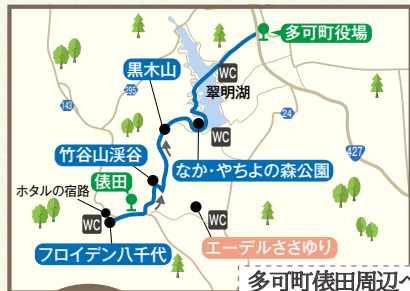 多可町役場
黒木山
WC
翠明湖
295
143
24
WC
竹谷山渓谷
なか・やちよの森公園
427
俵田
ホタルの宿路
WC
WC
エーデルささゆり
フロイデン八千代
多可町俵田周辺へ